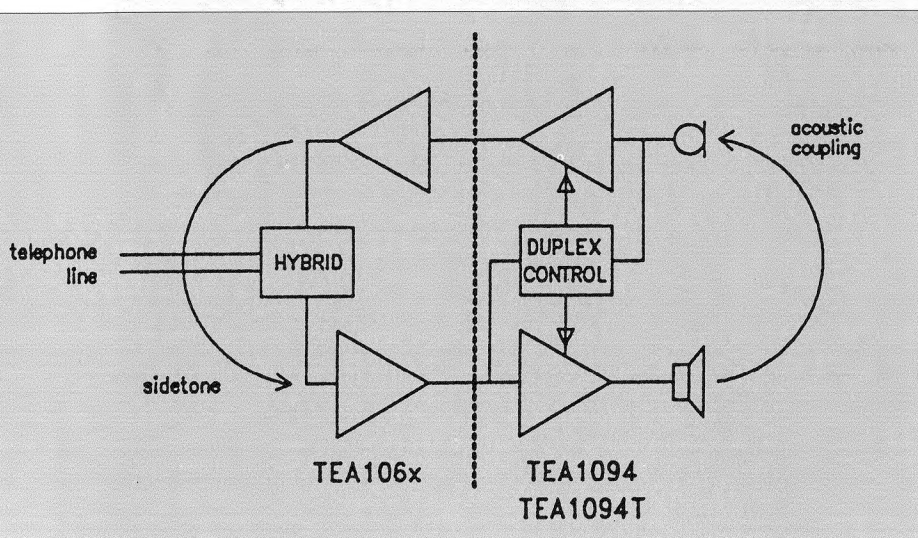 acoustic
coupling
telephone
line
HYBRID
DUPLEX
CONTROL
sidetone
TEA106x
TEA1094
TEA1094T